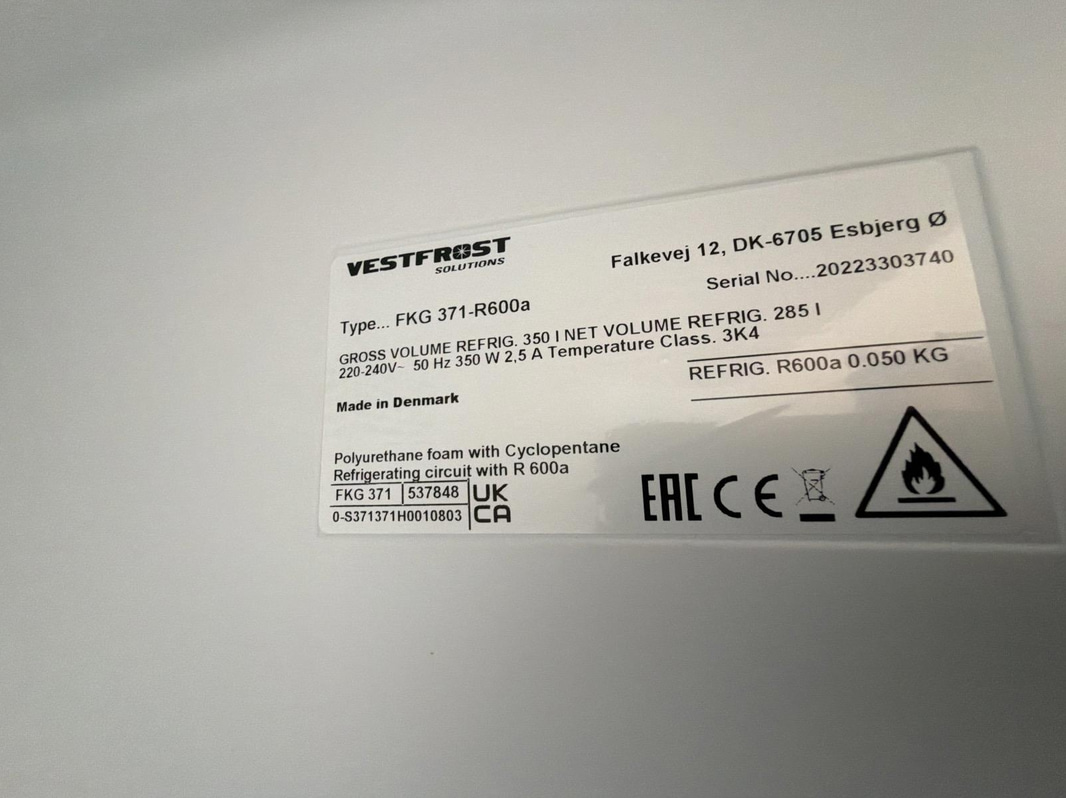 VESTFROST
SOLUTIONS
Falkevej 12, DK-6705 Esbjerg Ø
Serial No....20223303740
Type... FKG 371-R600a
GROSS VOLUME REFRIG. 350 l NET VOLUME REFRIG. 285 l
220-240V~ 50 Hz 350 W 2,5 A Temperature Class. 3K4
REFRIG. R600a 0.050 KG
Made in Denmark
Polyurethane foam with Cyclopentane
Refrigerating circuit with R 600a
FKG 371 537848
0-S371371H0010803
UK
CA
EAC CE